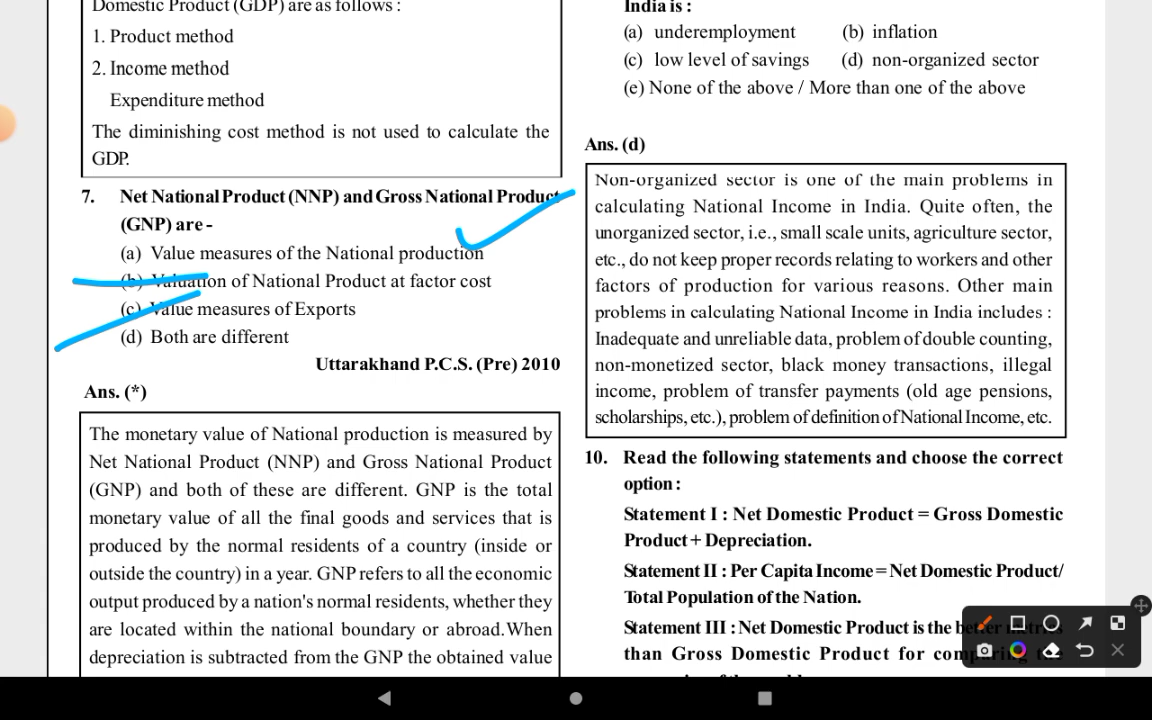 Domestic Product (GDP) are as follows :
1. Product method
2. Income method
Expenditure method
The diminishing cost method is not used to calculate the
GDP.
7. Net National Product (NNP) and Gross National Product
(GNP) are -
(a) Value measures of the National production
(b) Valuation of National Product at factor cost
(c) Value measures of Exports
(d) Both are different
Uttarakhand P.C.S. (Pre) 2010
Ans. (*)
The monetary value of National production is measured by
Net National Product (NNP) and Gross National Product
(GNP) and both of these are different. GNP is the total
monetary value of all the final goods and services that is
produced by the normal residents of a country (inside or
outside the country) in a year. GNP refers to all the economic
output produced by a nation's normal residents, whether they
are located within the national boundary or abroad.When
depreciation is subtracted from the GNP the obtained value
India is :
(a) underemployment (b) inflation
(c) low level of savings (d) non-organized sector
(e) None of the above / More than one of the above
Ans. (d)
Non-organized sector is one of the main problems in
calculating National Income in India. Quite often, the
unorganized sector, i.e., small scale units, agriculture sector,
etc., do not keep proper records relating to workers and other
factors of production for various reasons. Other main
problems in calculating National Income in India includes :
Inadequate and unreliable data, problem of double counting,
non-monetized sector, black money transactions, illegal
income, problem of transfer payments (old age pensions,
scholarships, etc.), problem of definition of National Income, etc.
10. Read the following statements and choose the correct
option :
Statement I : Net Domestic Product = Gross Domestic
Product + Depreciation.
Statement II : Per Capita Income = Net Domestic Product/
Total Population of the Nation.
Statement III : Net Domestic Product is the better
than Gross Domestic Product for